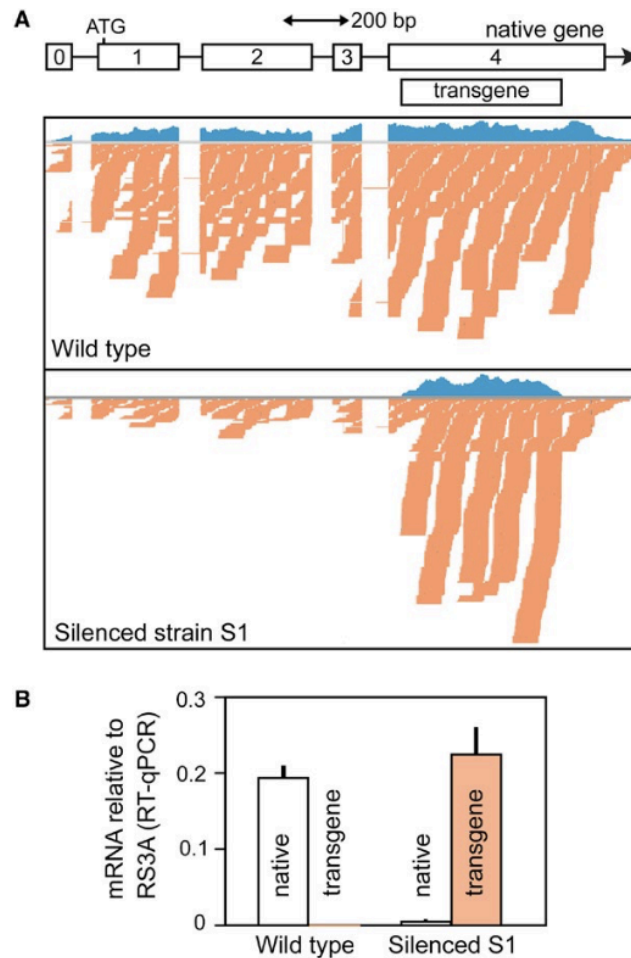 A
ATG
200 bp
native gene
0 1 2 3 4
transgene
Wild type
Silenced strain S1
B
mRNA relative to
RS3A (RT-qPCR)
0.3
0.2
0.1
0
native
transgene
native
transgene
Wild type
Silenced S1